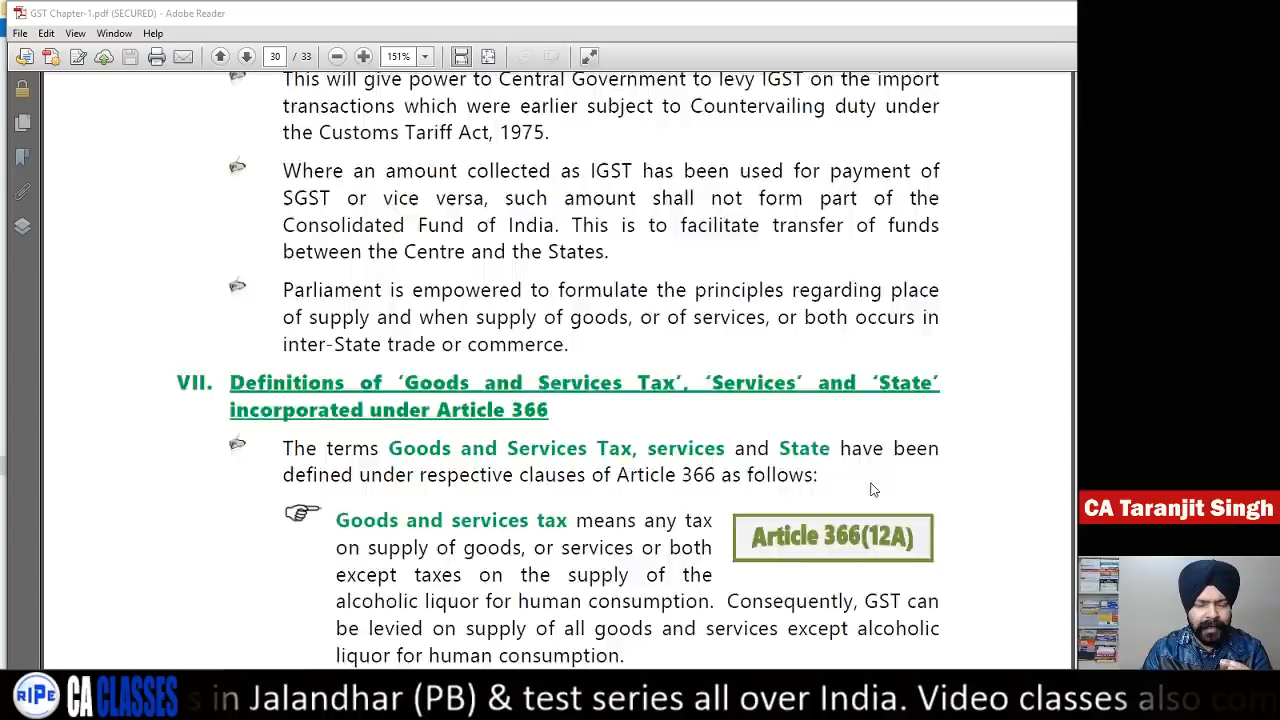 GST Chapter-1.pdf (SECURED) - Adobe Reader
File Edit View Window Help
30 / 33 151%
This will give power to Central Government to levy IGST on the import
transactions which were earlier subject to Countervailing duty under
the Customs Tariff Act, 1975.
Where an amount collected as IGST has been used for payment of
SGST or vice versa, such amount shall not form part of the
Consolidated Fund of India. This is to facilitate transfer of funds
between the Centre and the States.
Parliament is empowered to formulate the principles regarding place
of supply and when supply of goods, or of services, or both occurs in
inter-State trade or commerce.
VII. Definitions of ‘Goods and Services Tax’, ‘Services’ and ‘State’
incorporated under Article 366
The terms Goods and Services Tax, services and State have been
defined under respective clauses of Article 366 as follows:
Goods and services tax means any tax
on supply of goods, or services or both
except taxes on the supply of the
alcoholic liquor for human consumption. Consequently, GST can
be levied on supply of all goods and services except alcoholic
liquor for human consumption.
Article 366(12A)
CA Taranjit Singh
RIPE CA CLASSES
s in Jalandhar (PB) & test series all over India. Video classes also com